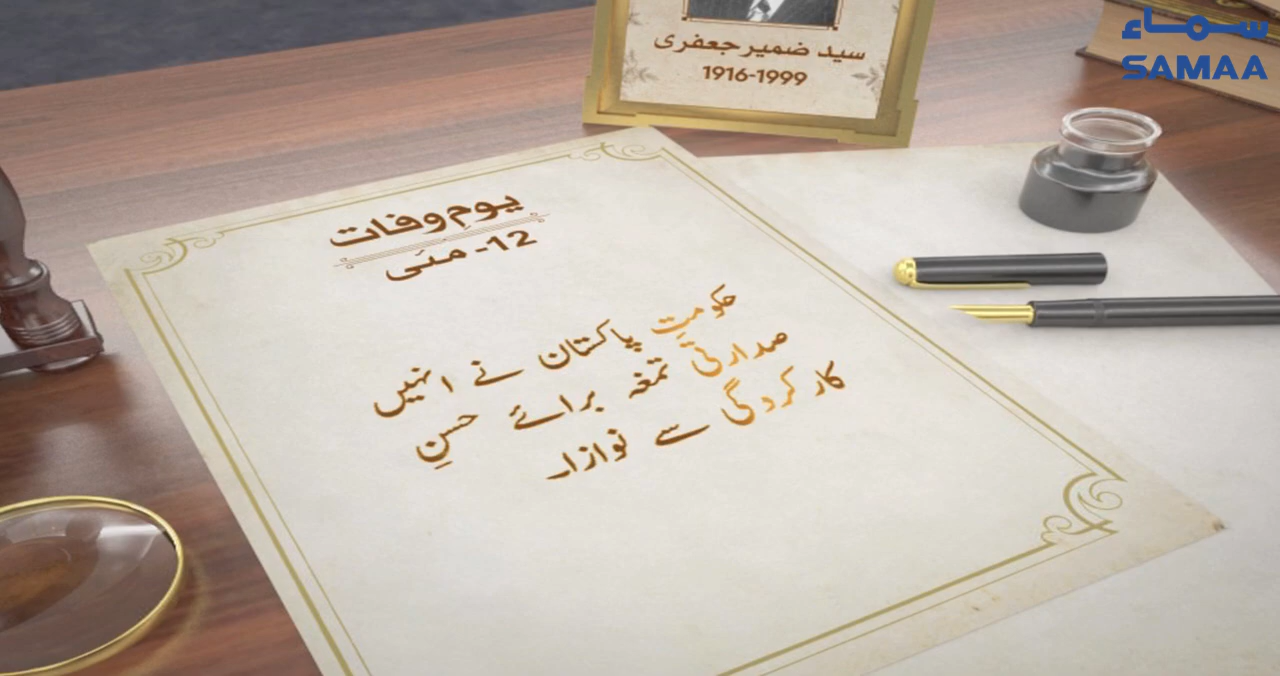 سماء
SAMAA
سید ضمیر جعفری
1916-1999
یومِ وفات
12- مئی
حکومتِ پاکستان نے انہیں
صدارتی تمغہ برائے حسنِ
کارکردگی سے نوازا۔